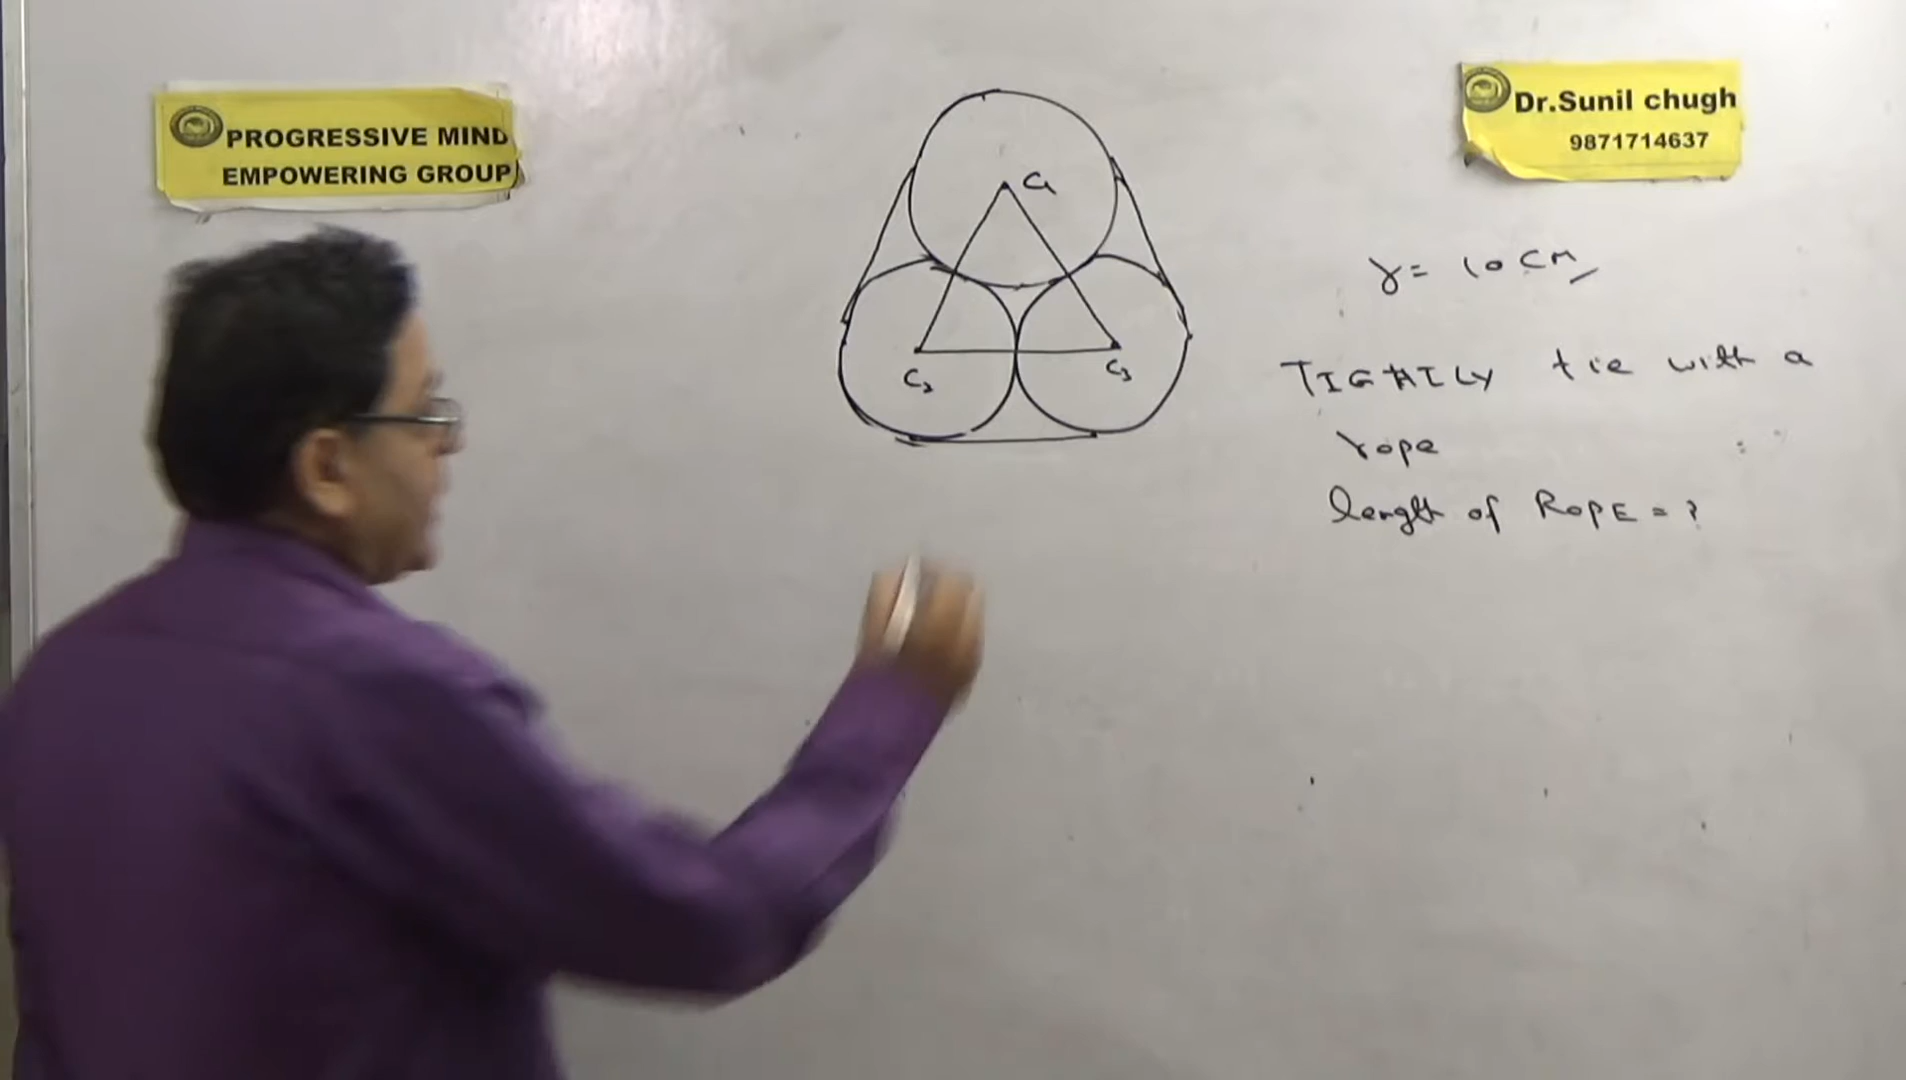 PROGRESSIVE MIND
EMPOWERING GROUP
Dr.Sunil chugh
9871714637
C1
C2
C3
r = 10 CM
TIGHTLY tie with a
rope
length of ROPE = ?